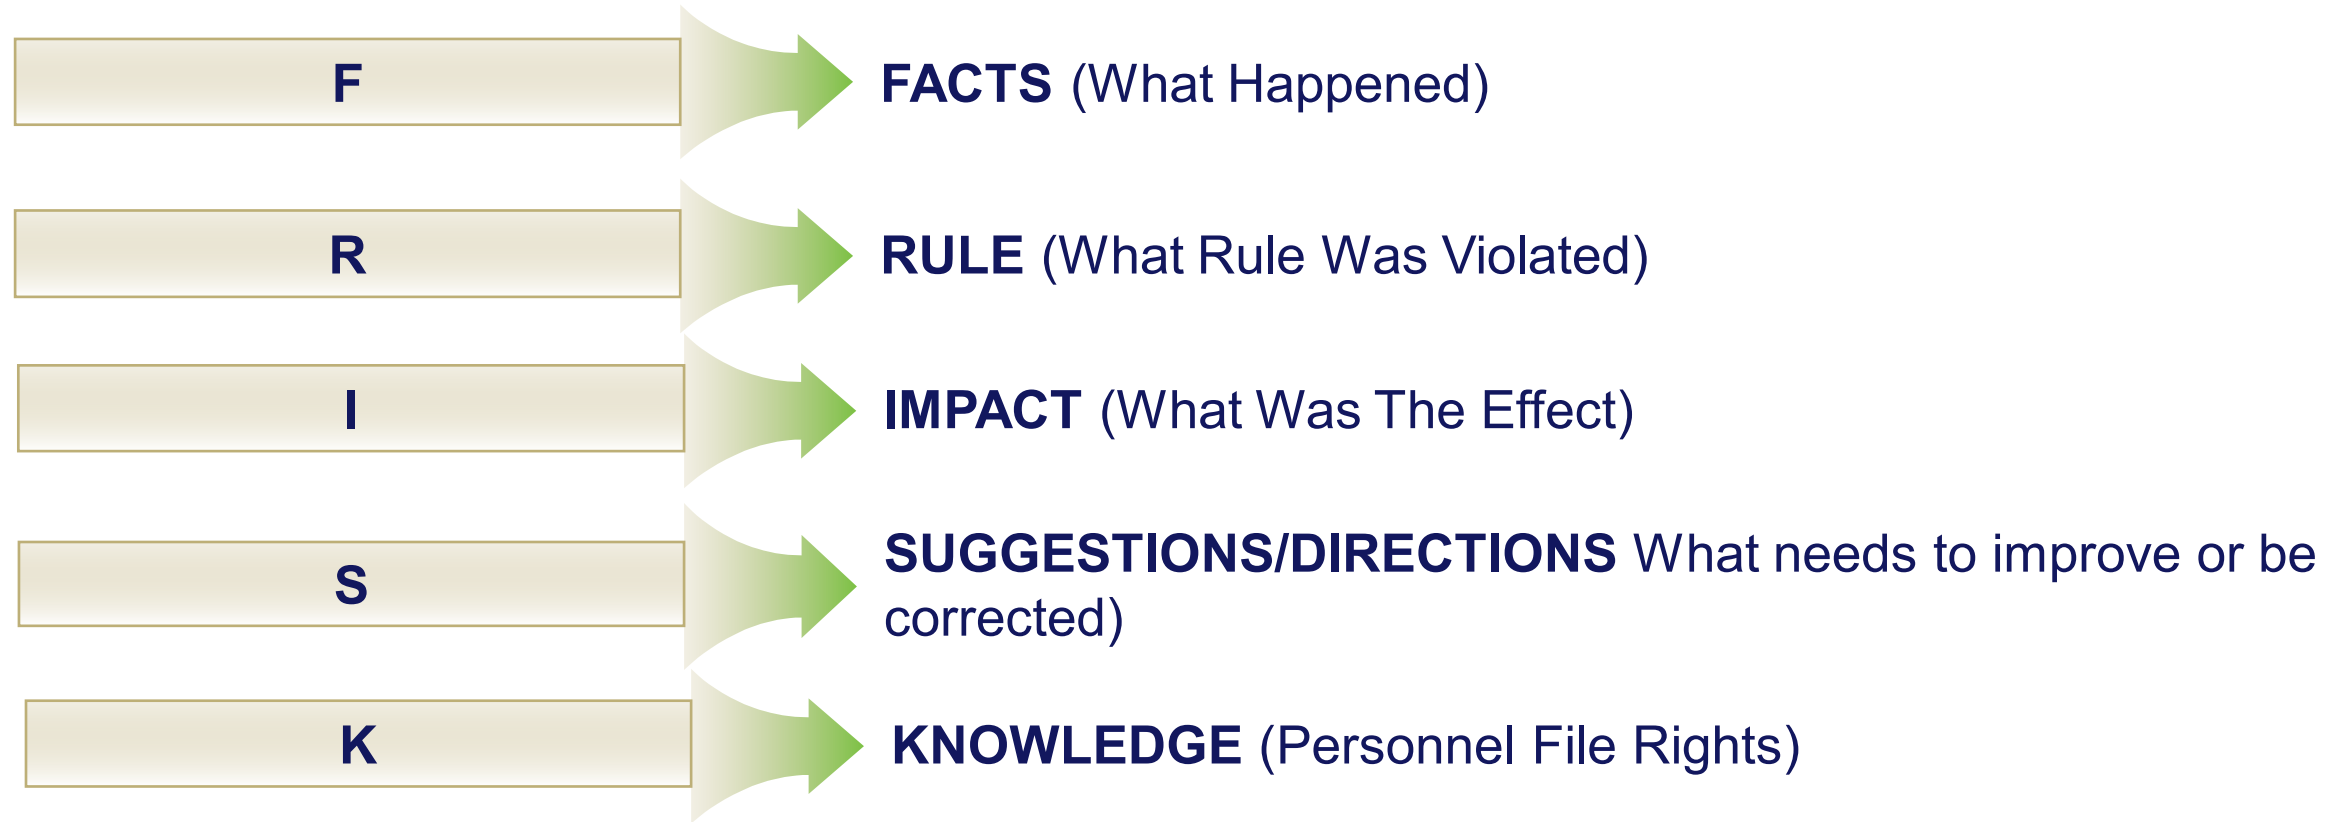 F
FACTS (What Happened)
R
RULE (What Rule Was Violated)
I
IMPACT (What Was The Effect)
S
SUGGESTIONS/DIRECTIONS What needs to improve or be
corrected)
K
KNOWLEDGE (Personnel File Rights)